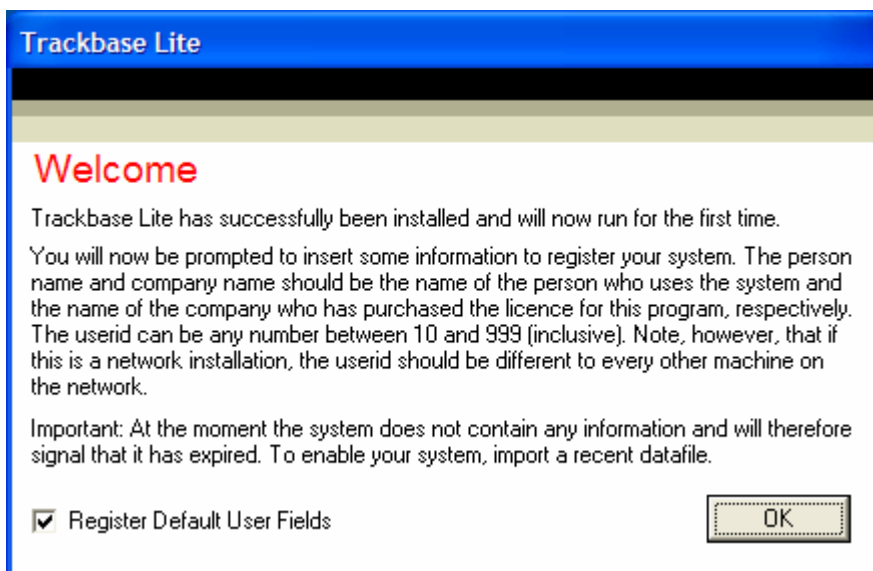 Trackbase Lite
Welcome
Trackbase Lite has successfully been installed and will now run for the first time.
You will now be prompted to insert some information to register your system. The person
name and company name should be the name of the person who uses the system and
the name of the company who has purchased the licence for this program, respectively.
The userid can be any number between 10 and 999 (inclusive). Note, however, that if
this is a network installation, the userid should be different to every other machine on
the network.
Important: At the moment the system does not contain any information and will therefore
signal that it has expired. To enable your system, import a recent datafile.
Register Default User Fields
OK